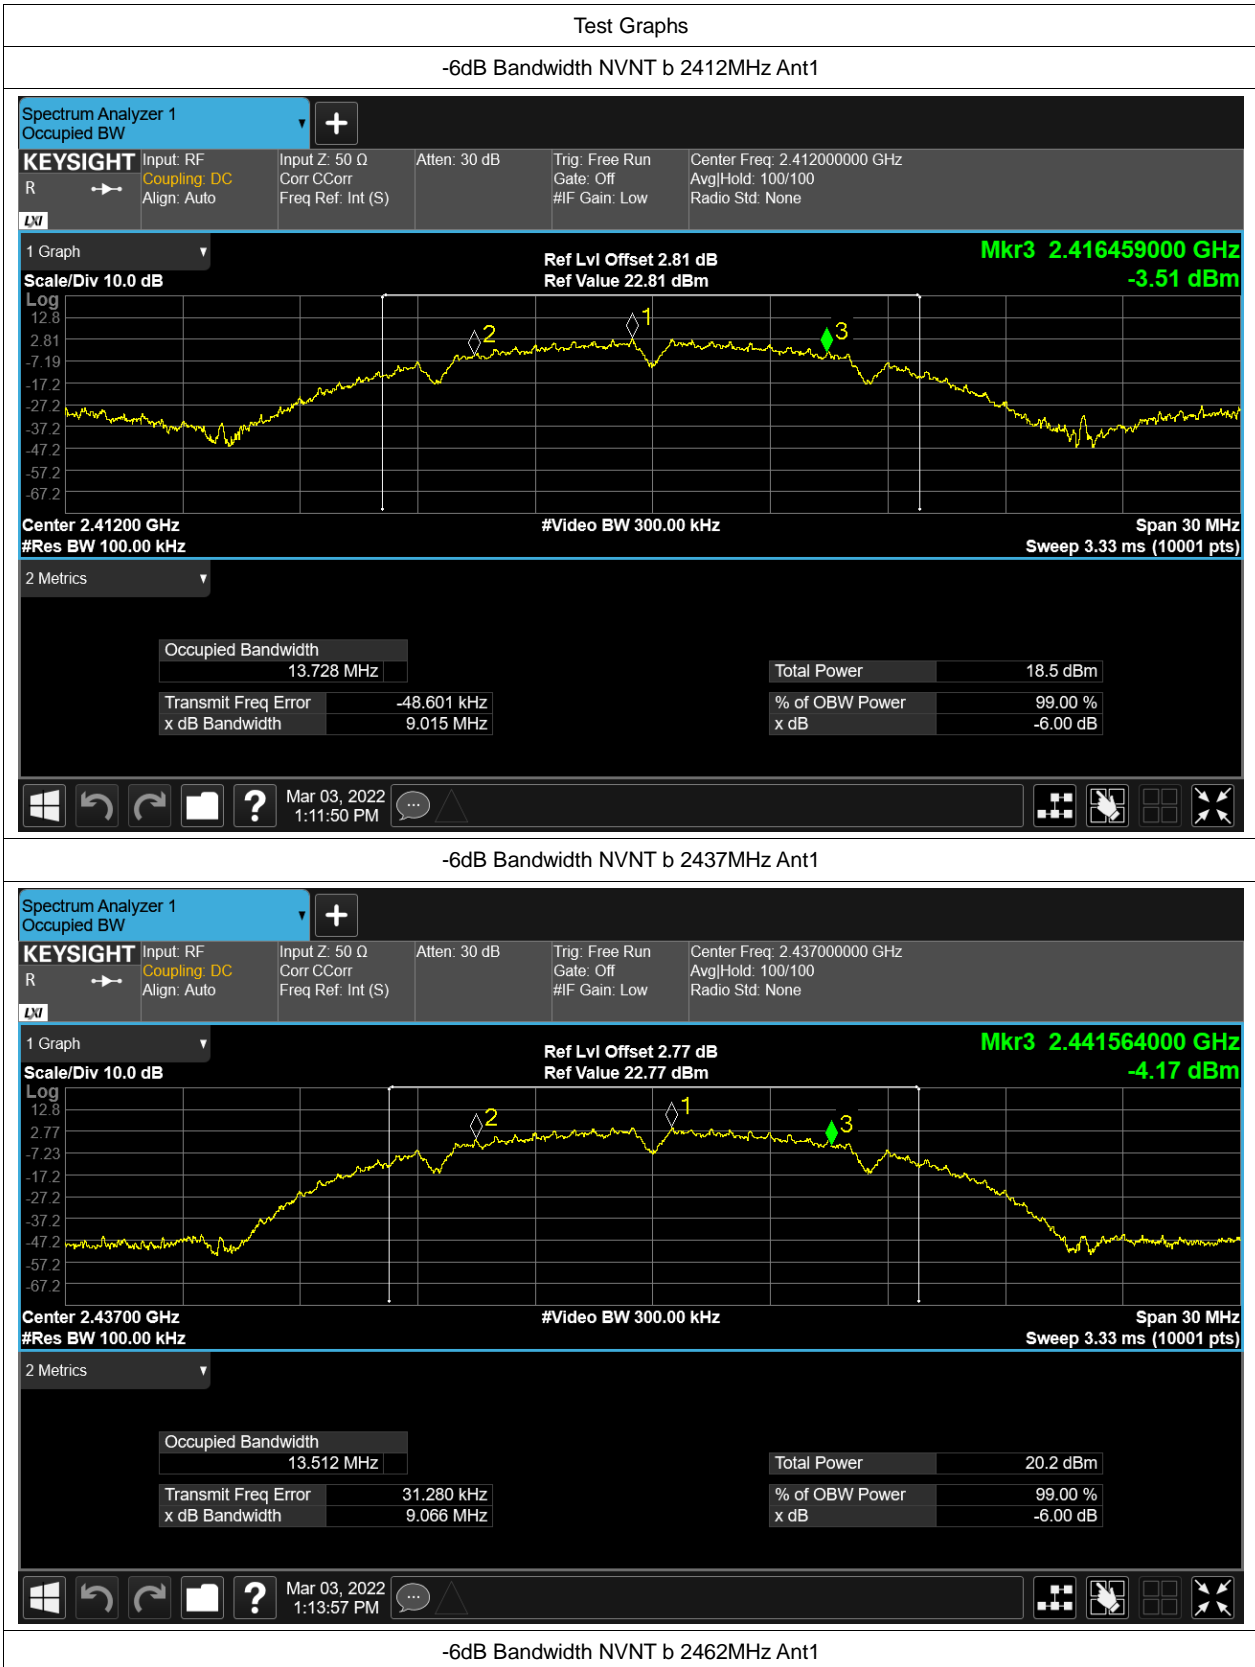 Test Graphs
-6dB Bandwidth NVNT b 2412MHz Ant1
Spectrum Analyzer 1
Occupied BW
KEYSIGHT Input: RF Input Z: 50 Ω Atten: 30 dB Trig: Free Run Center Freq: 2.412000000 GHz
R Coupling: DC Corr CCorr Gate: Off Avg|Hold: 100/100
Align: Auto Freq Ref: Int (S) #IF Gain: Low Radio Std: None
LXI
1 Graph Ref Lvl Offset 2.81 dB Mkr3 2.416459000 GHz
Scale/Div 10.0 dB Ref Value 22.81 dBm -3.51 dBm
Log
12.8 1
2.81 2 3
-7.19
-17.2
-27.2
-37.2
-47.2
-57.2
-67.2
Center 2.41200 GHz #Video BW 300.00 kHz Span 30 MHz
#Res BW 100.00 kHz Sweep 3.33 ms (10001 pts)
2 Metrics
Occupied Bandwidth
13.728 MHz Total Power 18.5 dBm
Transmit Freq Error -48.601 kHz % of OBW Power 99.00 %
x dB Bandwidth 9.015 MHz x dB -6.00 dB
Mar 03, 2022
1:11:50 PM
-6dB Bandwidth NVNT b 2437MHz Ant1
Spectrum Analyzer 1
Occupied BW
KEYSIGHT Input: RF Input Z: 50 Ω Atten: 30 dB Trig: Free Run Center Freq: 2.437000000 GHz
R Coupling: DC Corr CCorr Gate: Off Avg|Hold: 100/100
Align: Auto Freq Ref: Int (S) #IF Gain: Low Radio Std: None
LXI
1 Graph Ref Lvl Offset 2.77 dB Mkr3 2.441564000 GHz
Scale/Div 10.0 dB Ref Value 22.77 dBm -4.17 dBm
Log
12.8 1
2.77 2 3
-7.23
-17.2
-27.2
-37.2
-47.2
-57.2
-67.2
Center 2.43700 GHz #Video BW 300.00 kHz Span 30 MHz
#Res BW 100.00 kHz Sweep 3.33 ms (10001 pts)
2 Metrics
Occupied Bandwidth
13.512 MHz Total Power 20.2 dBm
Transmit Freq Error 31.280 kHz % of OBW Power 99.00 %
x dB Bandwidth 9.066 MHz x dB -6.00 dB
Mar 03, 2022
1:13:57 PM
-6dB Bandwidth NVNT b 2462MHz Ant1